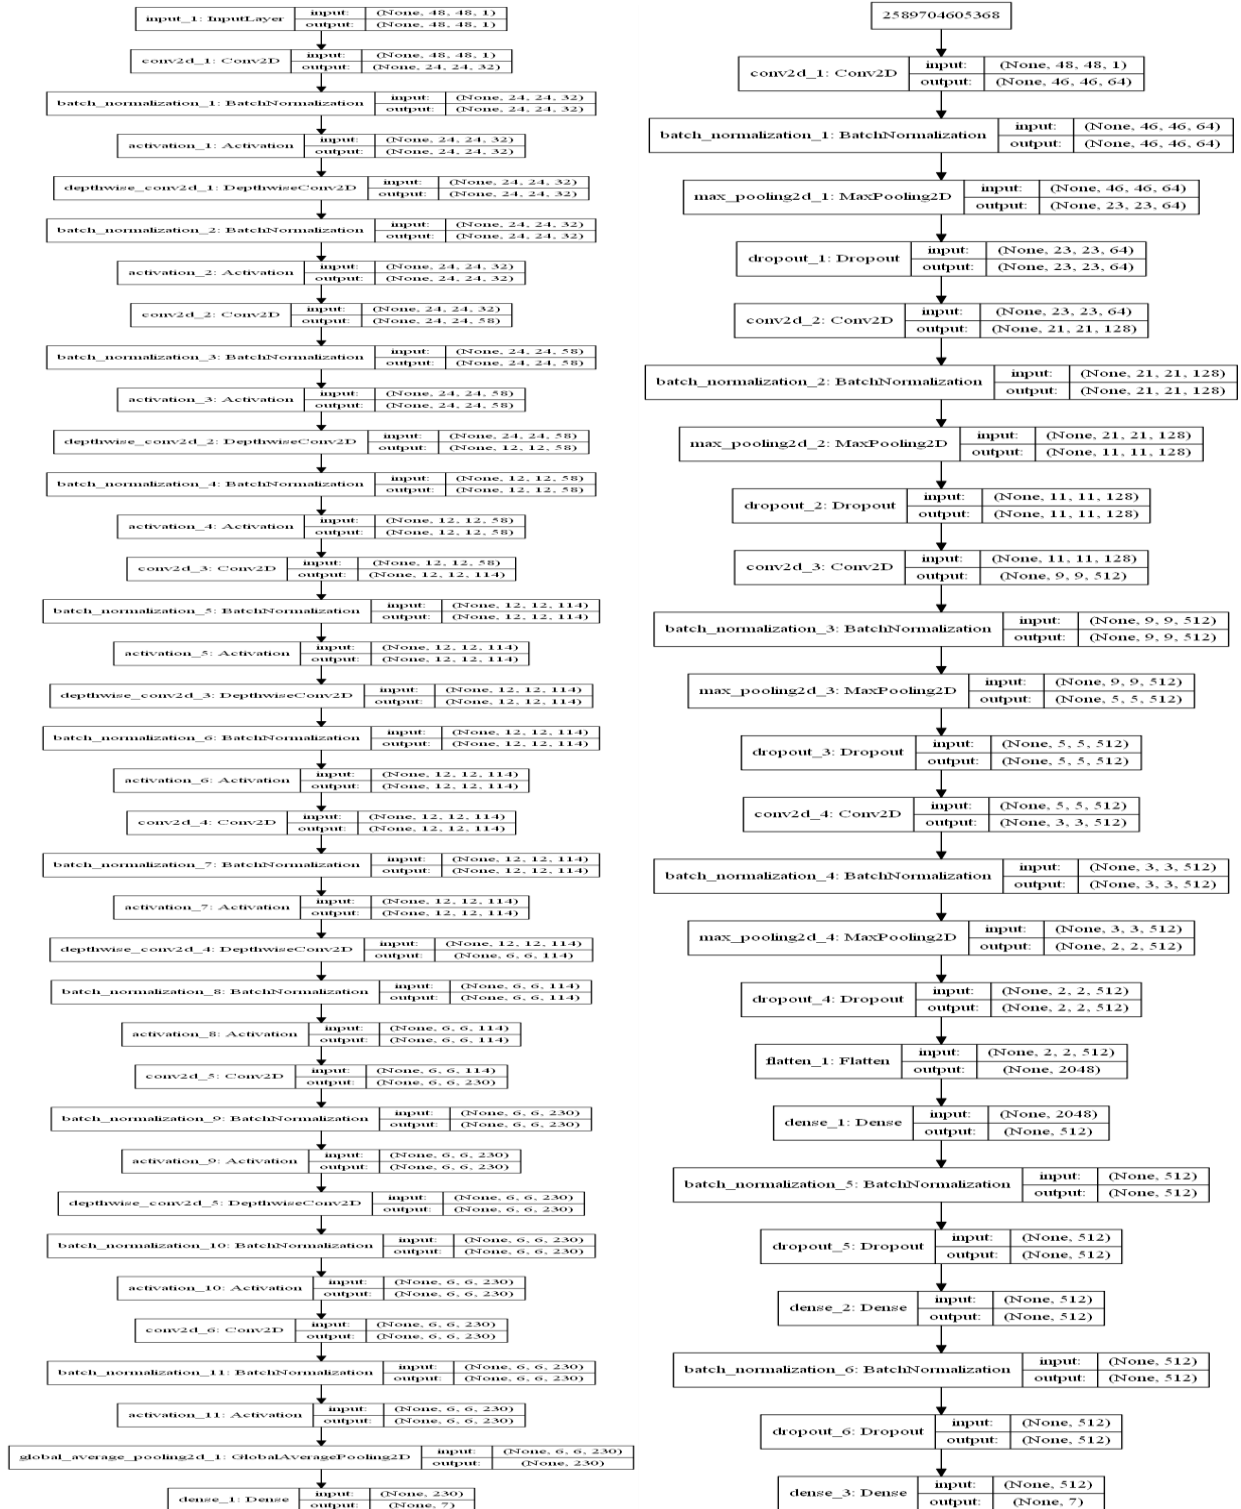 input_1: InputLayer
input: (None, 48, 48, 1)
output: (None, 48, 48, 1)
conv2d_1: Conv2D
input: (None, 48, 48, 1)
output: (None, 24, 24, 32)
batch_normalization_1: BatchNormalization
input: (None, 24, 24, 32)
output: (None, 24, 24, 32)
activation_1: Activation
input: (None, 24, 24, 32)
output: (None, 24, 24, 32)
depthwise_conv2d_1: DepthwiseConv2D
input: (None, 24, 24, 32)
output: (None, 24, 24, 32)
batch_normalization_2: BatchNormalization
input: (None, 24, 24, 32)
output: (None, 24, 24, 32)
activation_2: Activation
input: (None, 24, 24, 32)
output: (None, 24, 24, 32)
conv2d_2: Conv2D
input: (None, 24, 24, 32)
output: (None, 24, 24, 58)
batch_normalization_3: BatchNormalization
input: (None, 24, 24, 58)
output: (None, 24, 24, 58)
activation_3: Activation
input: (None, 24, 24, 58)
output: (None, 24, 24, 58)
depthwise_conv2d_2: DepthwiseConv2D
input: (None, 24, 24, 58)
output: (None, 12, 12, 58)
batch_normalization_4: BatchNormalization
input: (None, 12, 12, 58)
output: (None, 12, 12, 58)
activation_4: Activation
input: (None, 12, 12, 58)
output: (None, 12, 12, 58)
conv2d_3: Conv2D
input: (None, 12, 12, 58)
output: (None, 12, 12, 114)
batch_normalization_5: BatchNormalization
input: (None, 12, 12, 114)
output: (None, 12, 12, 114)
activation_5: Activation
input: (None, 12, 12, 114)
output: (None, 12, 12, 114)
depthwise_conv2d_3: DepthwiseConv2D
input: (None, 12, 12, 114)
output: (None, 12, 12, 114)
batch_normalization_6: BatchNormalization
input: (None, 12, 12, 114)
output: (None, 12, 12, 114)
activation_6: Activation
input: (None, 12, 12, 114)
output: (None, 12, 12, 114)
conv2d_4: Conv2D
input: (None, 12, 12, 114)
output: (None, 12, 12, 114)
batch_normalization_7: BatchNormalization
input: (None, 12, 12, 114)
output: (None, 12, 12, 114)
activation_7: Activation
input: (None, 12, 12, 114)
output: (None, 12, 12, 114)
depthwise_conv2d_4: DepthwiseConv2D
input: (None, 12, 12, 114)
output: (None, 6, 6, 114)
batch_normalization_8: BatchNormalization
input: (None, 6, 6, 114)
output: (None, 6, 6, 114)
activation_8: Activation
input: (None, 6, 6, 114)
output: (None, 6, 6, 114)
conv2d_5: Conv2D
input: (None, 6, 6, 114)
output: (None, 6, 6, 230)
batch_normalization_9: BatchNormalization
input: (None, 6, 6, 230)
output: (None, 6, 6, 230)
activation_9: Activation
input: (None, 6, 6, 230)
output: (None, 6, 6, 230)
depthwise_conv2d_5: DepthwiseConv2D
input: (None, 6, 6, 230)
output: (None, 6, 6, 230)
batch_normalization_10: BatchNormalization
input: (None, 6, 6, 230)
output: (None, 6, 6, 230)
activation_10: Activation
input: (None, 6, 6, 230)
output: (None, 6, 6, 230)
conv2d_6: Conv2D
input: (None, 6, 6, 230)
output: (None, 6, 6, 230)
batch_normalization_11: BatchNormalization
input: (None, 6, 6, 230)
output: (None, 6, 6, 230)
activation_11: Activation
input: (None, 6, 6, 230)
output: (None, 6, 6, 230)
global_average_pooling2d_1: GlobalAveragePooling2D
input: (None, 6, 6, 230)
output: (None, 230)
dense_1: Dense
input: (None, 230)
output: (None, 7)
2589704605368
conv2d_1: Conv2D
input: (None, 48, 48, 1)
output: (None, 46, 46, 64)
batch_normalization_1: BatchNormalization
input: (None, 46, 46, 64)
output: (None, 46, 46, 64)
max_pooling2d_1: MaxPooling2D
input: (None, 46, 46, 64)
output: (None, 23, 23, 64)
dropout_1: Dropout
input: (None, 23, 23, 64)
output: (None, 23, 23, 64)
conv2d_2: Conv2D
input: (None, 23, 23, 64)
output: (None, 21, 21, 128)
batch_normalization_2: BatchNormalization
input: (None, 21, 21, 128)
output: (None, 21, 21, 128)
max_pooling2d_2: MaxPooling2D
input: (None, 21, 21, 128)
output: (None, 11, 11, 128)
dropout_2: Dropout
input: (None, 11, 11, 128)
output: (None, 11, 11, 128)
conv2d_3: Conv2D
input: (None, 11, 11, 128)
output: (None, 9, 9, 512)
batch_normalization_3: BatchNormalization
input: (None, 9, 9, 512)
output: (None, 9, 9, 512)
max_pooling2d_3: MaxPooling2D
input: (None, 9, 9, 512)
output: (None, 5, 5, 512)
dropout_3: Dropout
input: (None, 5, 5, 512)
output: (None, 5, 5, 512)
conv2d_4: Conv2D
input: (None, 5, 5, 512)
output: (None, 3, 3, 512)
batch_normalization_4: BatchNormalization
input: (None, 3, 3, 512)
output: (None, 3, 3, 512)
max_pooling2d_4: MaxPooling2D
input: (None, 3, 3, 512)
output: (None, 2, 2, 512)
dropout_4: Dropout
input: (None, 2, 2, 512)
output: (None, 2, 2, 512)
flatten_1: Flatten
input: (None, 2, 2, 512)
output: (None, 2048)
dense_1: Dense
input: (None, 2048)
output: (None, 512)
batch_normalization_5: BatchNormalization
input: (None, 512)
output: (None, 512)
dropout_5: Dropout
input: (None, 512)
output: (None, 512)
dense_2: Dense
input: (None, 512)
output: (None, 512)
batch_normalization_6: BatchNormalization
input: (None, 512)
output: (None, 512)
dropout_6: Dropout
input: (None, 512)
output: (None, 512)
dense_3: Dense
input: (None, 512)
output: (None, 7)